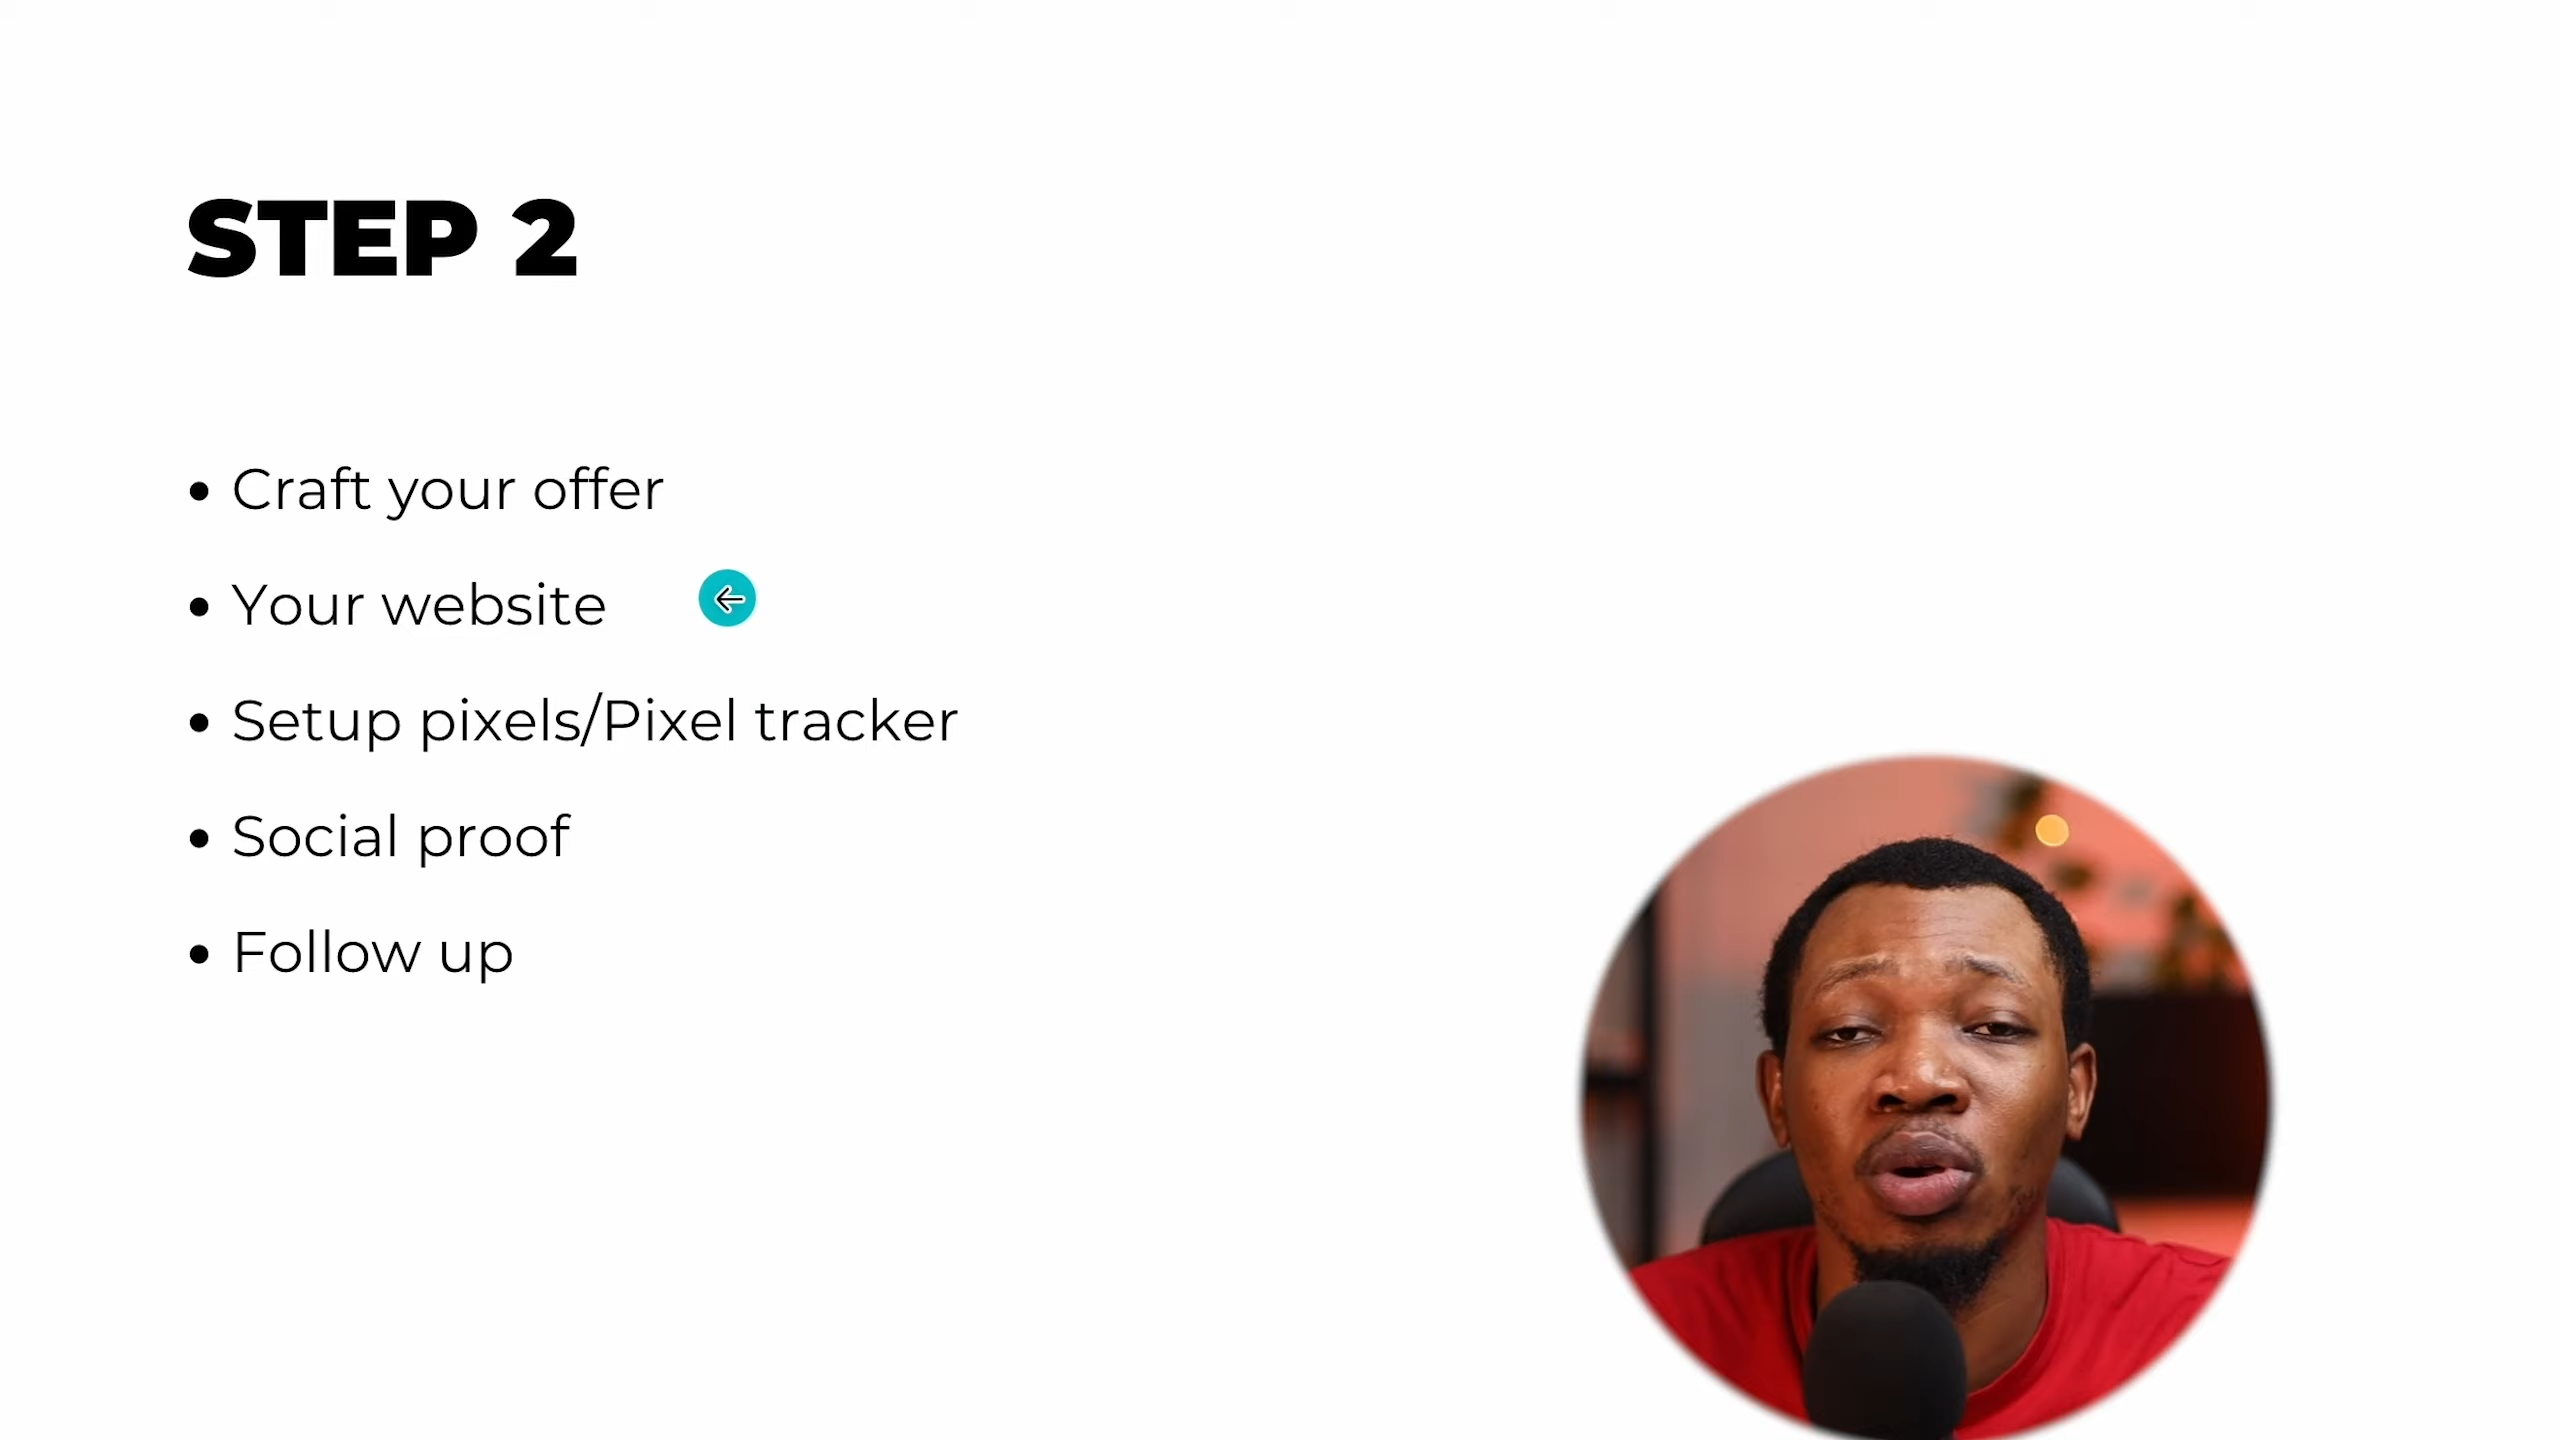 STEP 2
• Craft your offer
• Your website
• Setup pixels/Pixel tracker
• Social proof
• Follow up